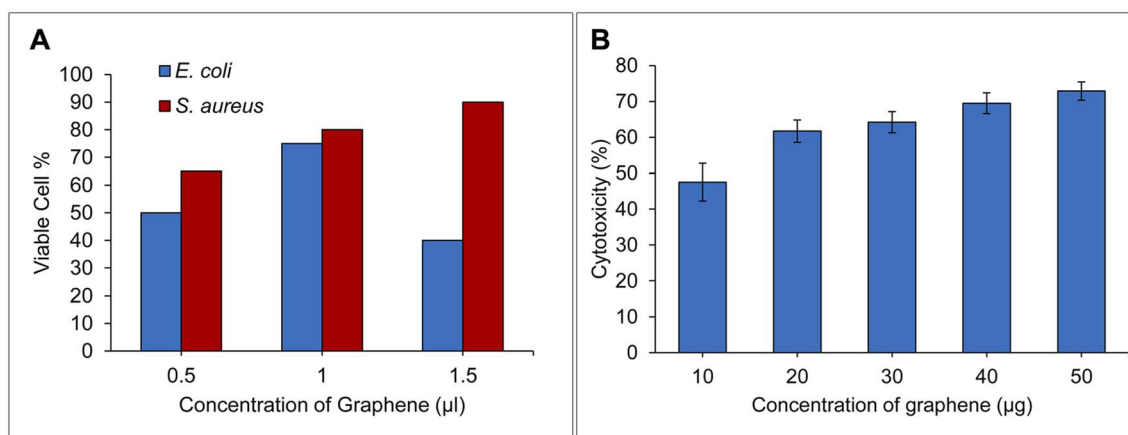 A
E. coli
S. aureus
Viable Cell %
100
90
80
70
60
50
40
30
20
10
0
0.5 1 1.5
Concentration of Graphene (µl)
B
Cytotoxicity (%)
80
70
60
50
40
30
20
10
0
10 20 30 40 50
Concentration of graphene (µg)